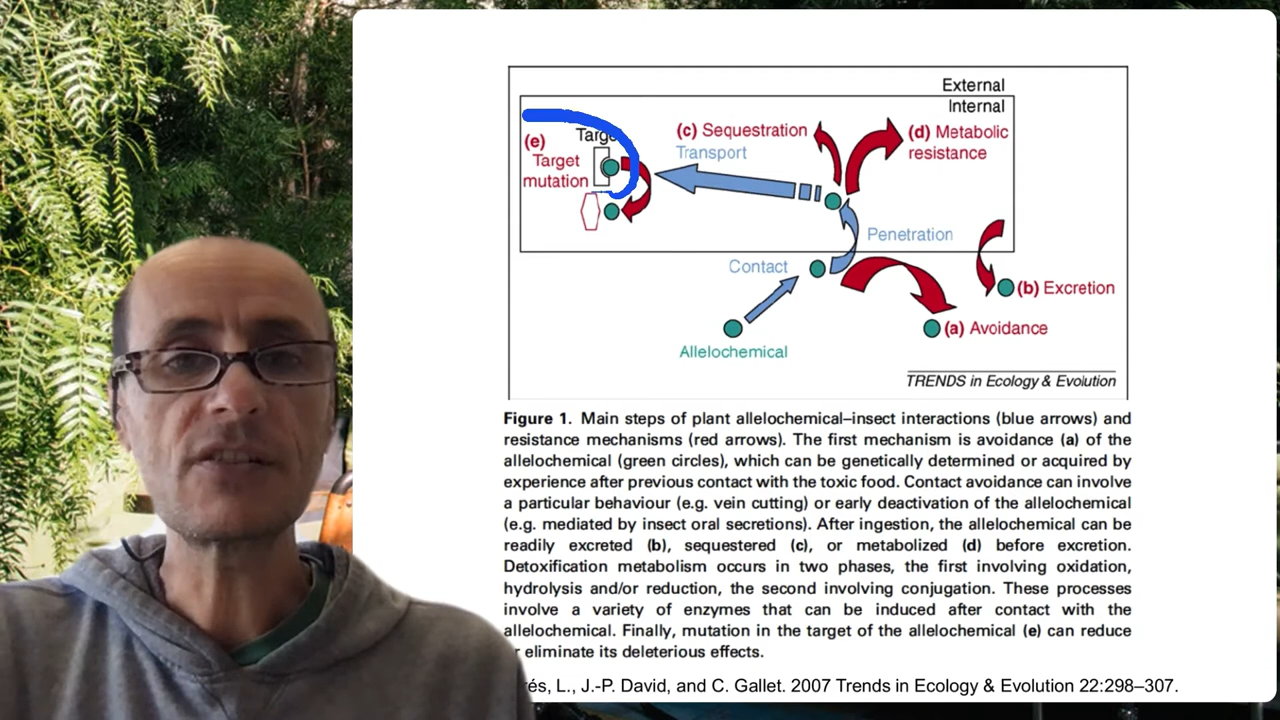 External
Internal
(e)
Target
mutation
(c) Sequestration
Transport
(d) Metabolic
resistance
Penetration
Contact
(b) Excretion
(a) Avoidance
Allelochemical
TRENDS in Ecology & Evolution
Figure 1. Main steps of plant allelochemical–insect interactions (blue arrows) and
resistance mechanisms (red arrows). The first mechanism is avoidance (a) of the
allelochemical (green circles), which can be genetically determined or acquired by
experience after previous contact with the toxic food. Contact avoidance can involve
a particular behaviour (e.g. vein cutting) or early deactivation of the allelochemical
(e.g. mediated by insect oral secretions). After ingestion, the allelochemical can be
readily excreted (b), sequestered (c), or metabolized (d) before excretion.
Detoxification metabolism occurs in two phases, the first involving oxidation,
hydrolysis and/or reduction, the second involving conjugation. These processes
involve a variety of enzymes that can be induced after contact with the
allelochemical. Finally, mutation in the target of the allelochemical (e) can reduce
eliminate its deleterious effects.
L., J.-P. David, and C. Gallet. 2007 Trends in Ecology & Evolution 22:298–307.